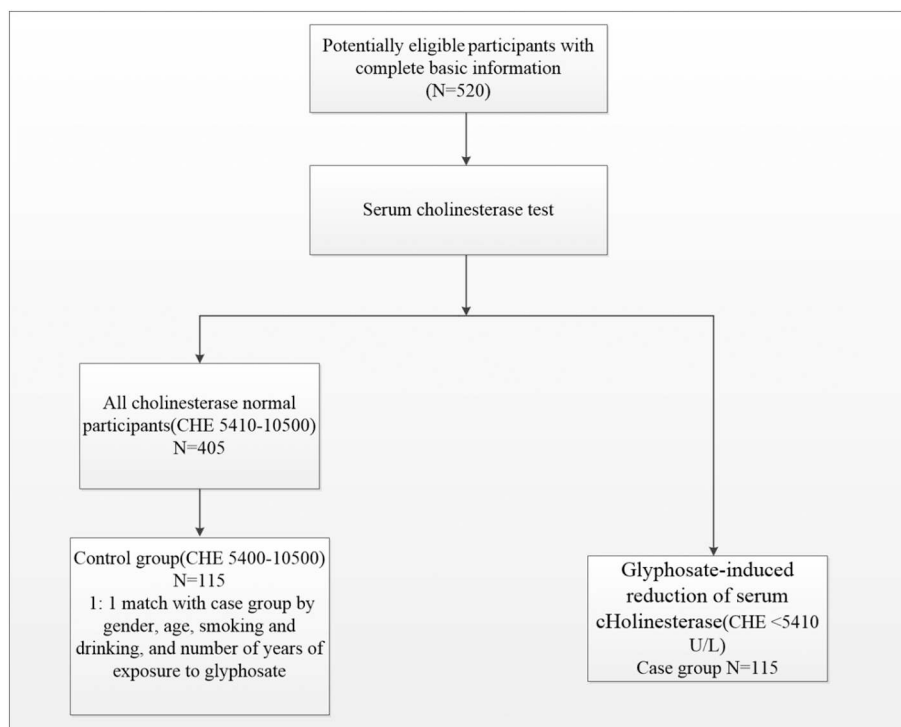 Potentially eligible participants with
complete basic information
(N=520)
Serum cholinesterase test
All cholinesterase normal
participants(CHE 5410-10500)
N=405
Control group(CHE 5400-10500)
N=115
1: 1 match with case group by
gender, age, smoking and
drinking, and number of years of
exposure to glyphosate
Glyphosate-induced
reduction of serum
cHolinesterase(CHE <5410
U/L)
Case group N=115